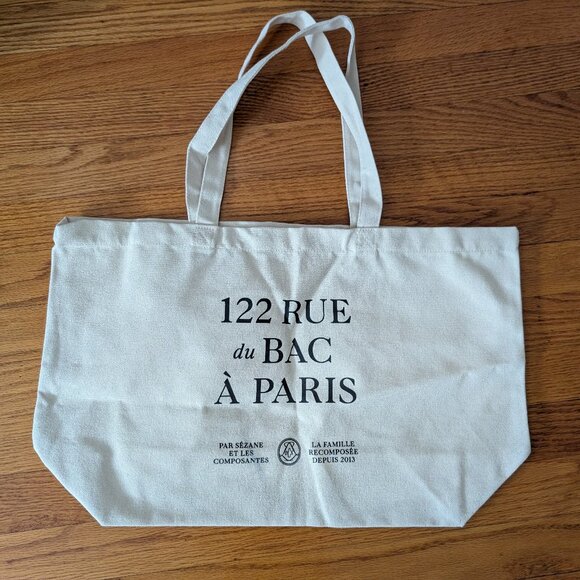 122 RUE
du BAC
À PARIS
PAR SÉZANE
ET LES
COMPOSANTES
LA FAMILLE
RECOMPOSÉE
DEPUIS 2013